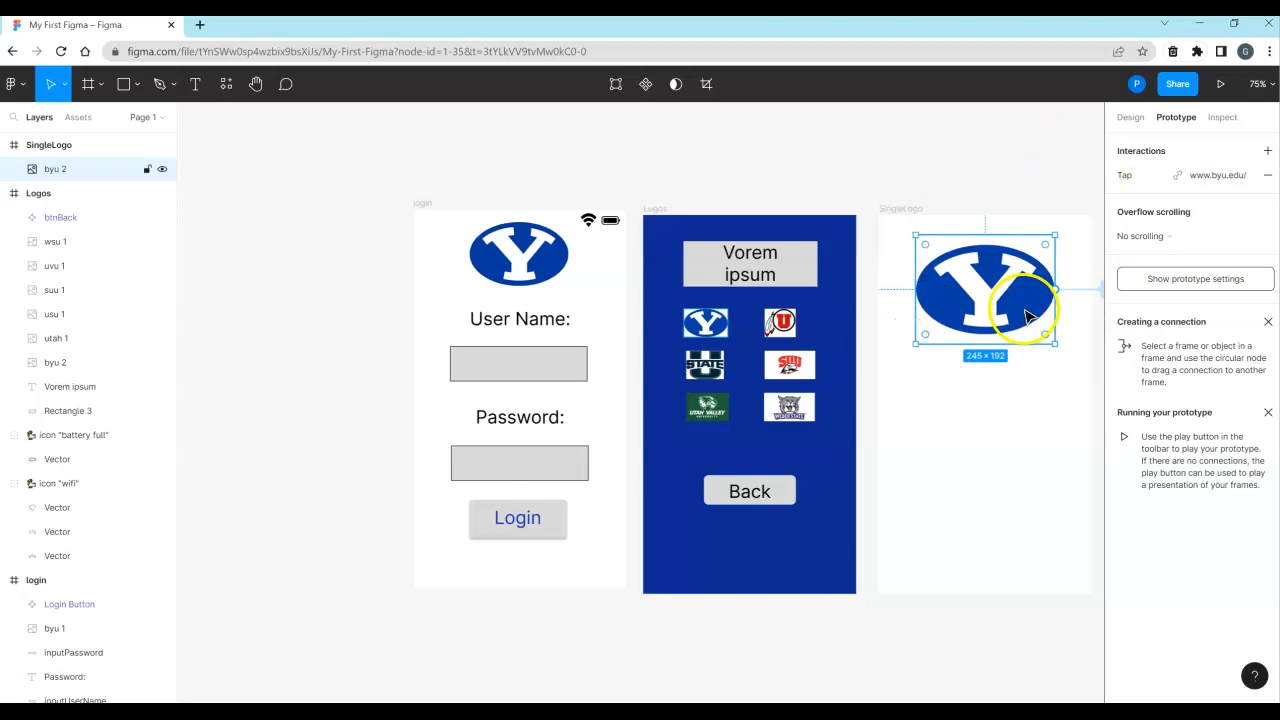 My First Figma – Figma
figma.com/file/tYnSWw0sp4wzbix9bsXiJs/My-First-Figma?node-id=1-35&t=3tYLkVV9tvMw0kC0-0
G
P
Share
75%
Layers
Assets
Page 1
SingleLogo
byu 2
Logos
btnBack
wsu 1
uvu 1
suu 1
usu 1
utah 1
byu 2
Vorem ipsum
Rectangle 3
icon "battery full"
Vector
icon "wifi"
Vector
Vector
Vector
login
Login Button
byu 1
inputPassword
Password:
inputUserName
login
Y
User Name:
Password:
Login
Logos
Vorem
ipsum
Y
U
STATE
UTAH VALLEY
UNIVERSITY
Back
SingleLogo
Y
245 × 192
Design
Prototype
Inspect
Interactions
Tap
www.byu.edu/
Overflow scrolling
No scrolling
Show prototype settings
Creating a connection
Select a frame or object in a
frame and use the circular node
to drag a connection to another
frame.
Running your prototype
Use the play button in the
toolbar to play your prototype.
If there are no connections, the
play button can be used to play
a presentation of your frames.
?